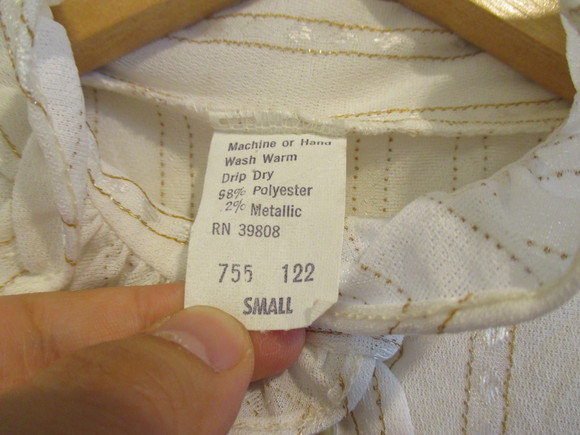 Machine or Hand
Wash Warm
Drip Dry
98% Polyester
2% Metallic
RN 39808
755 122
SMALL